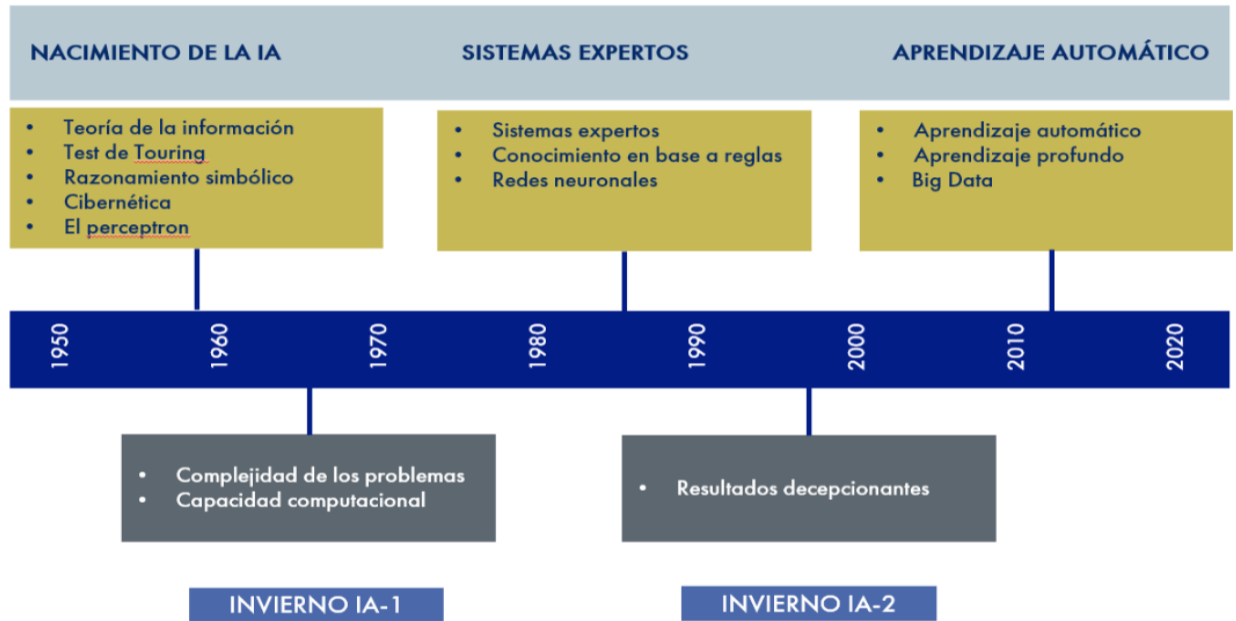 NACIMIENTO DE LA IA
SISTEMAS EXPERTOS
APRENDIZAJE AUTOMÁTICO
• Teoría de la información
• Test de Touring
• Razonamiento simbólico
• Cibernética
• El perceptron
• Sistemas expertos
• Conocimiento en base a reglas
• Redes neuronales
• Aprendizaje automático
• Aprendizaje profundo
• Big Data
1950
1960
1970
1980
1990
2000
2010
2020
• Complejidad de los problemas
• Capacidad computacional
• Resultados decepcionantes
INVIERNO IA-1
INVIERNO IA-2